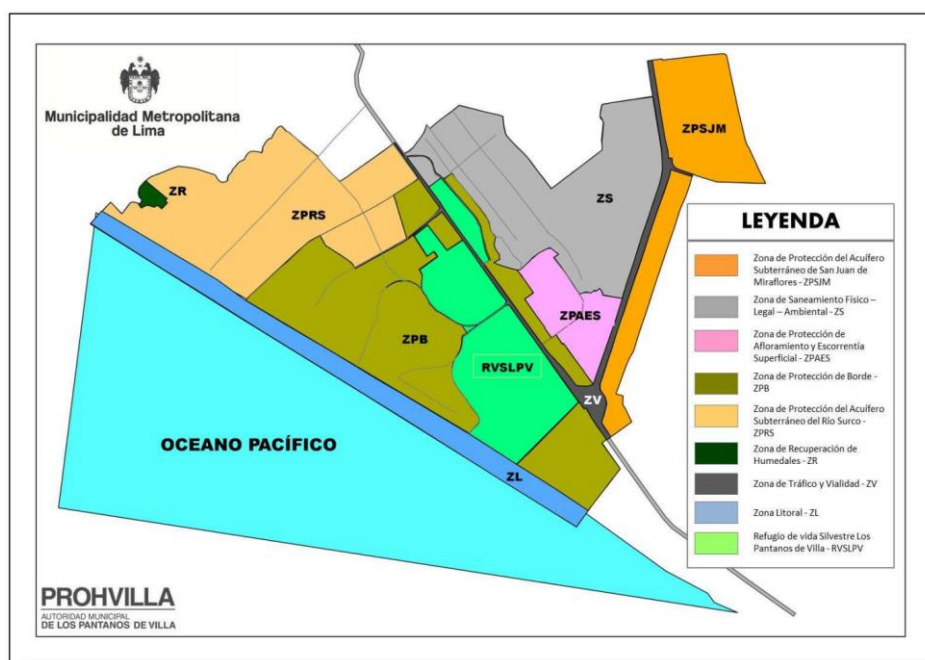 Municipalidad Metropolitana
de Lima
ZPSJM
ZR
ZPRS
ZS
ZPAES
ZPB
RVSLPV
ZV
OCEANO PACÍFICO
ZL
LEYENDA
Zona de Protección del Acuífero
Subterráneo de San Juan de
Miraflores - ZPSJM
Zona de Saneamiento Físico –
Legal – Ambiental - ZS
Zona de Protección de
Afloramiento y Escorrentía
Superficial - ZPAES
Zona de Protección de Borde -
ZPB
Zona de Protección del Acuífero
Subterráneo del Río Surco -
ZPRS
Zona de Recuperación de
Humedales - ZR
Zona de Tráfico y Vialidad - ZV
Zona Litoral - ZL
Refugio de vida Silvestre Los
Pantanos de Villa - RVSLPV
PROHVILLA
AUTORIDAD MUNICIPAL
DE LOS PANTANOS DE VILLA